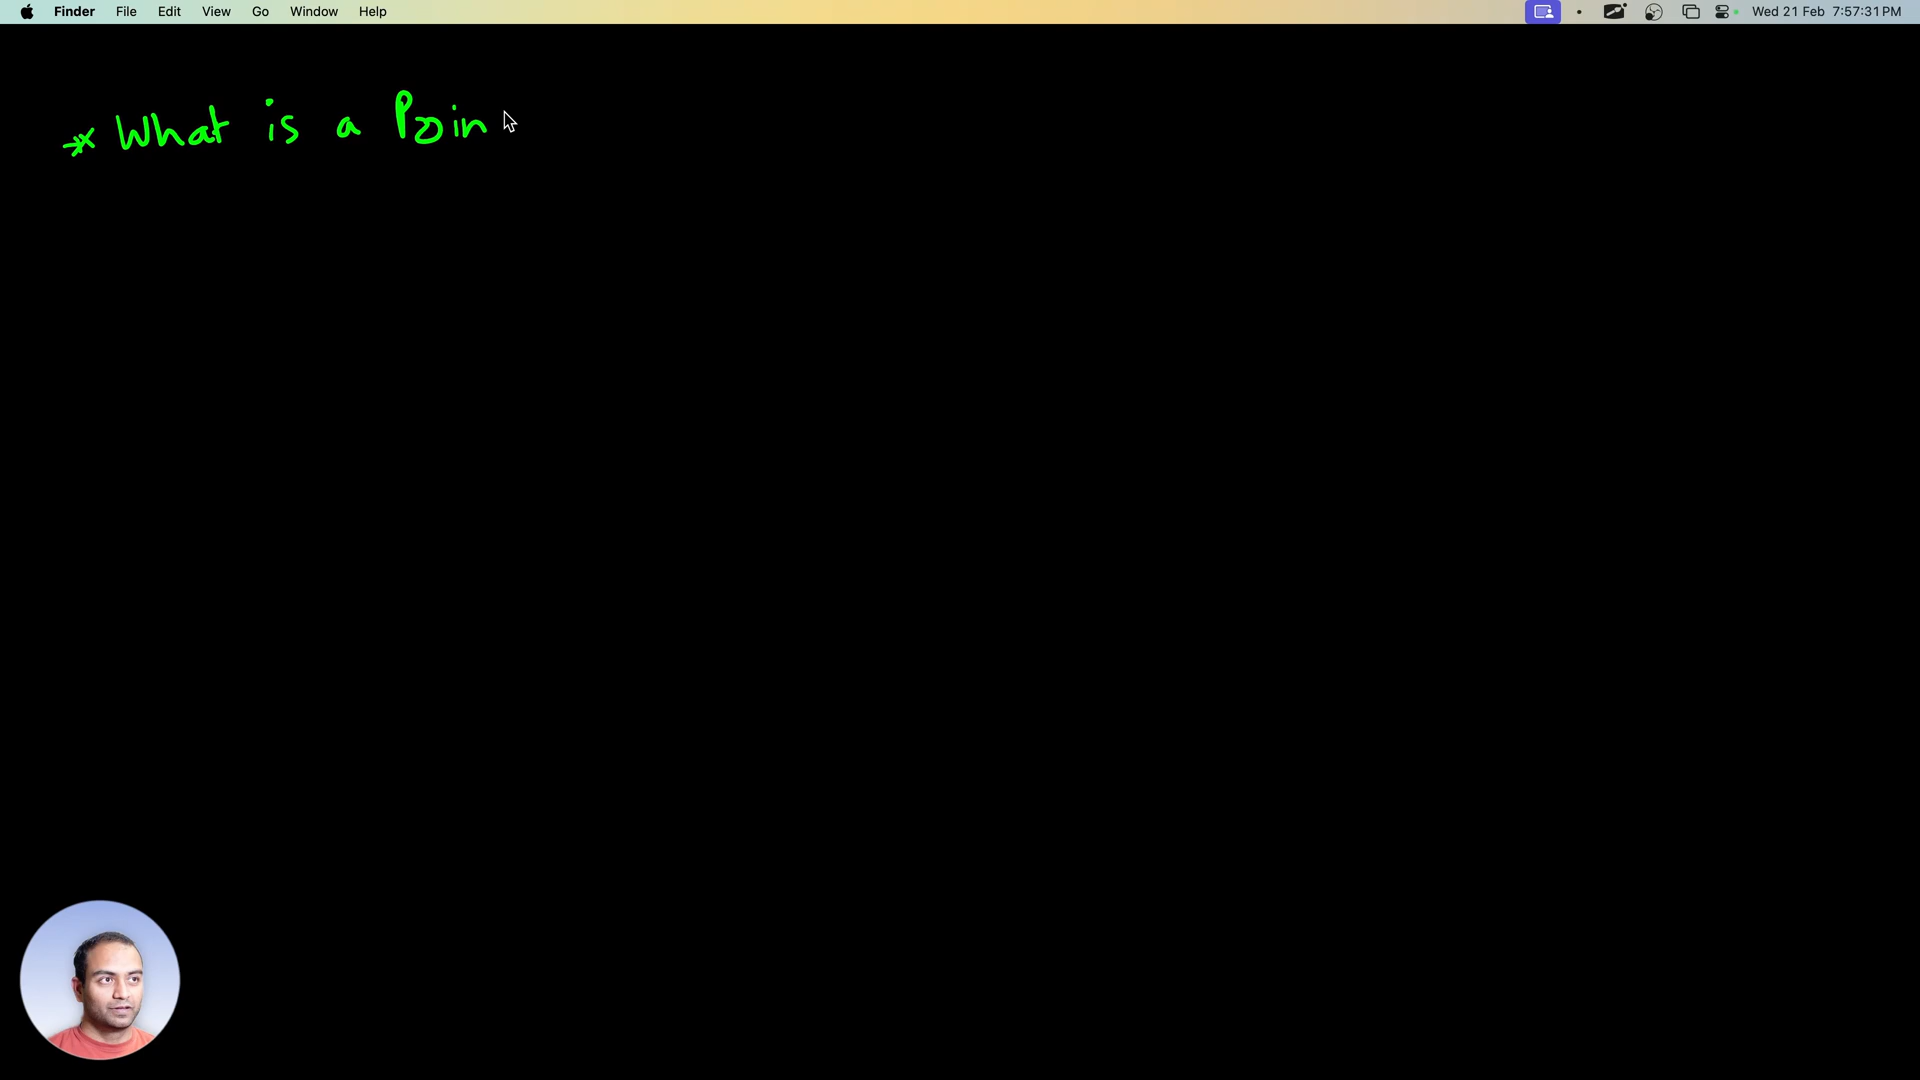 Finder File Edit View Go Window Help Wed 21 Feb 7:57:31 PM
* What is a Poin